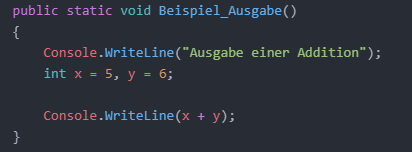 public static void Beispiel_Ausgabe()
{
    Console.WriteLine("Ausgabe einer Addition");
    int x = 5, y = 6;

    Console.WriteLine(x + y);
}